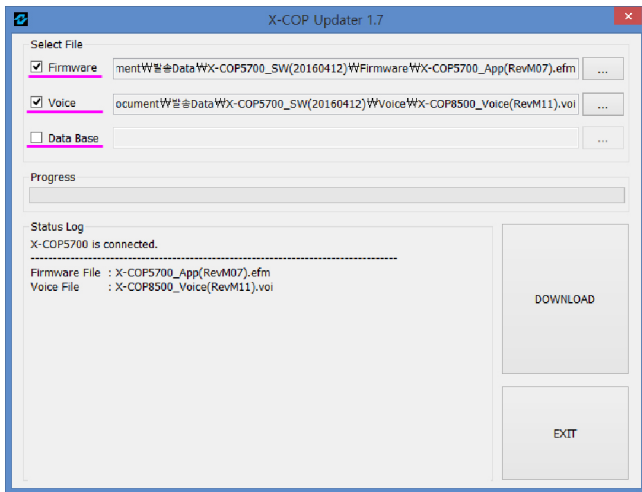 X-COP Updater 1.7
Select File
Firmware
ment₩발송Data₩X-COP5700_SW(20160412)₩Firmware₩X-COP5700_App(RevM07).efm
...
Voice
ocument₩발송Data₩X-COP5700_SW(20160412)₩Voice₩X-COP8500_Voice(RevM11).voi
...
Data Base
...
Progress
Status Log
X-COP5700 is connected.
--------------------------------------------------------------------------------
Firmware File : X-COP5700_App(RevM07).efm
Voice File : X-COP8500_Voice(RevM11).voi
DOWNLOAD
EXIT